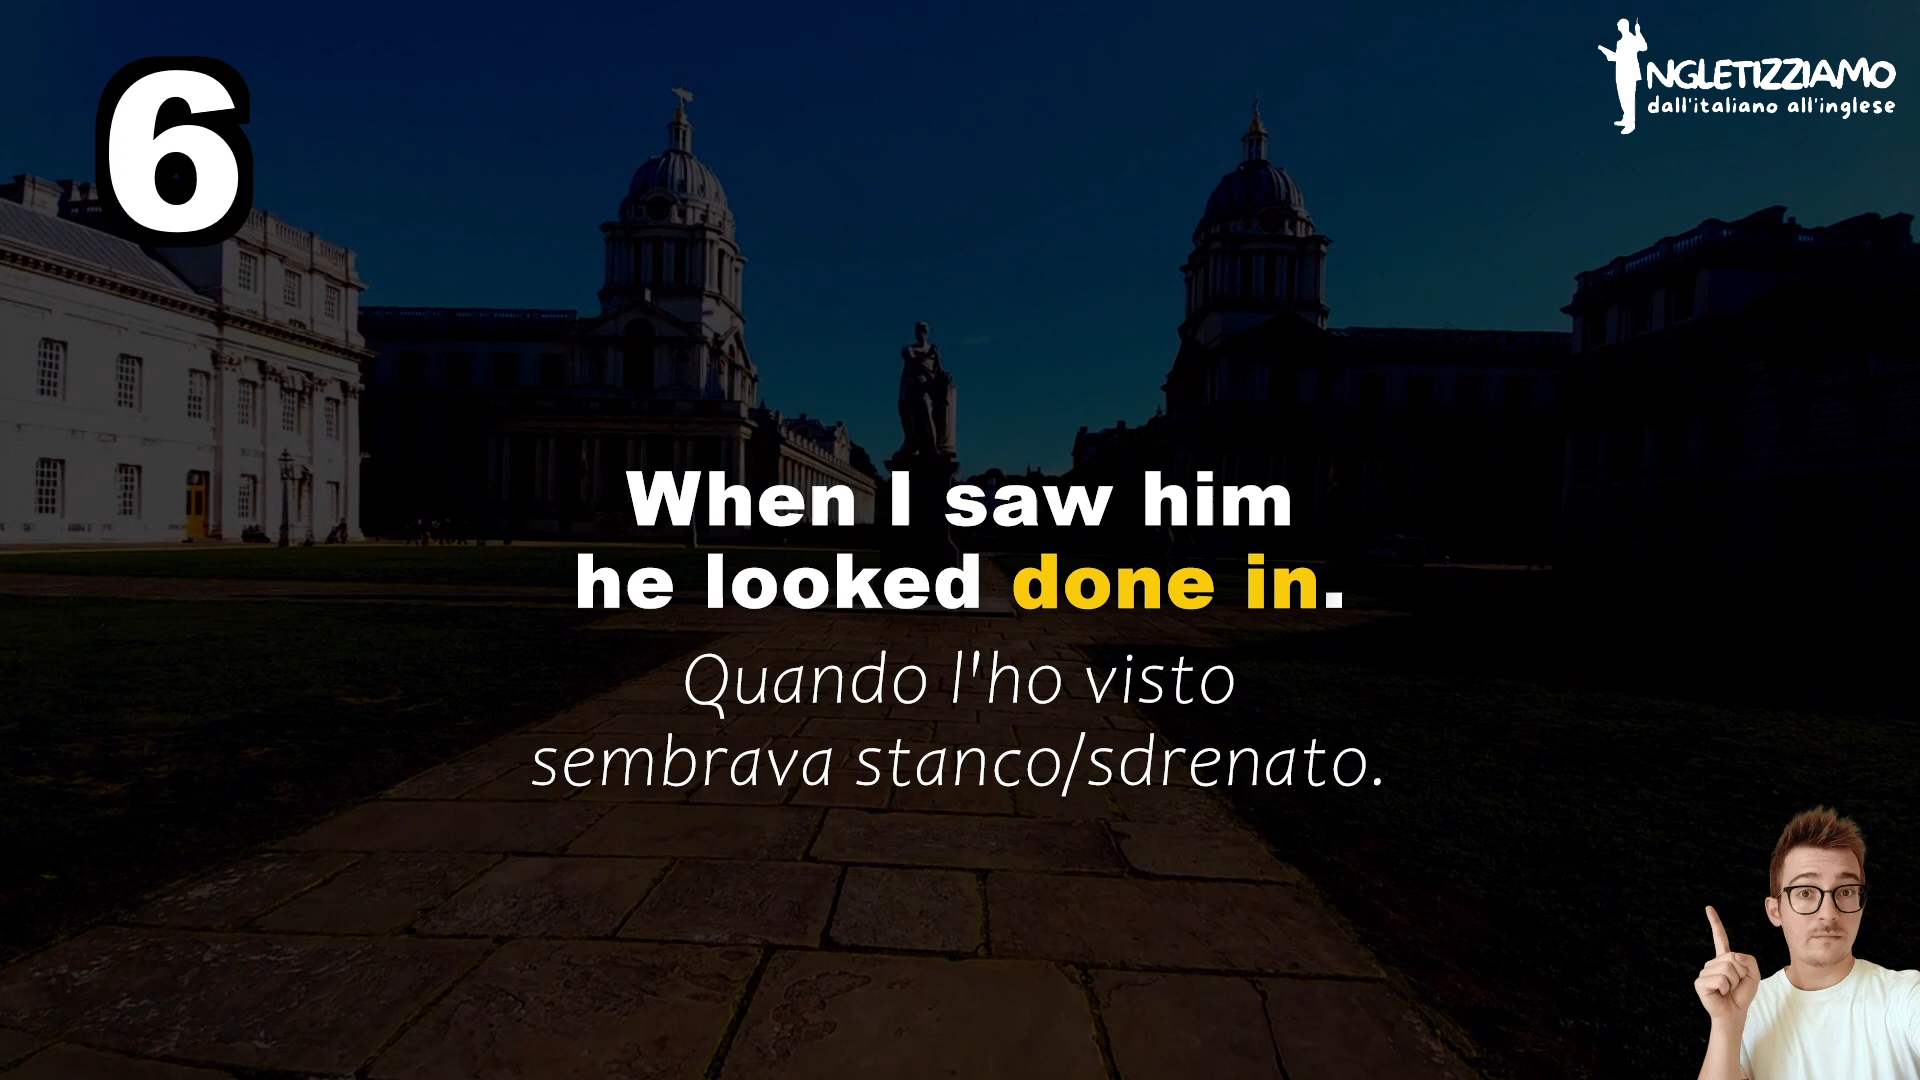 6
NGLETIZZIAMO
dall'italiano all'inglese
When I saw him
he looked done in.
Quando l'ho visto
sembrava stanco/sdrenato.